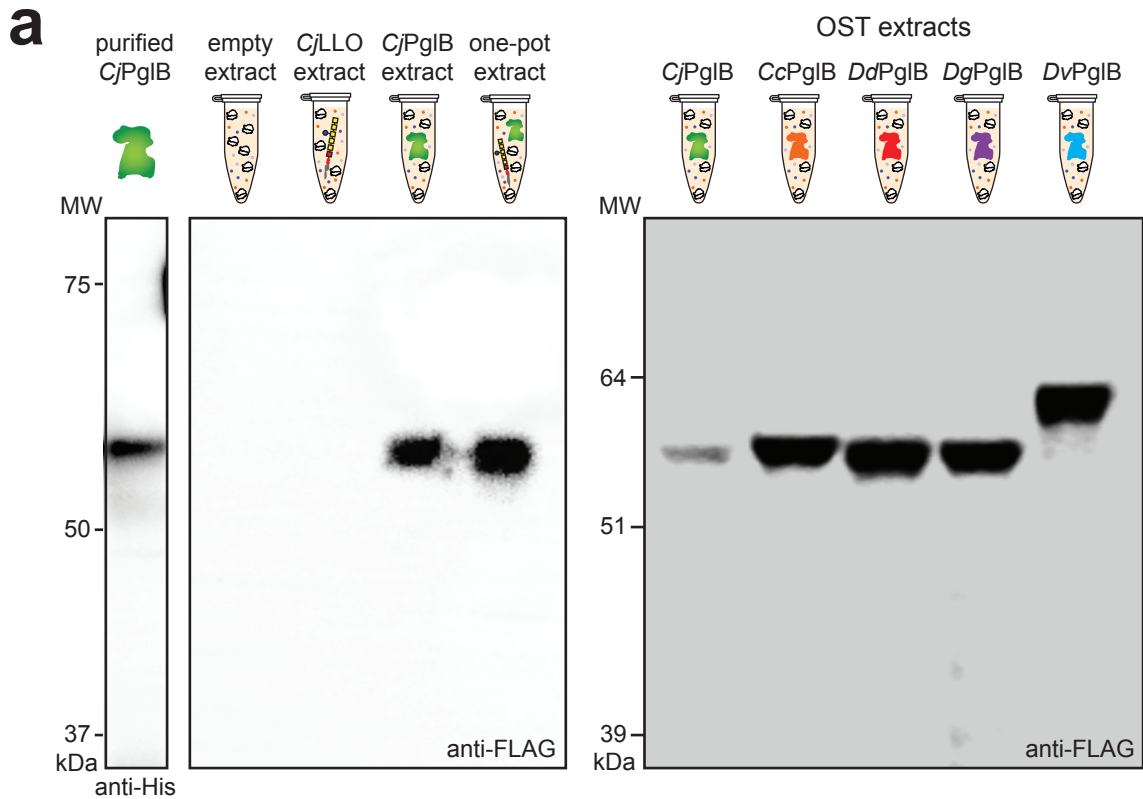 a
purified
CjPglB
empty
extract
CjLLO
extract
CjPglB
extract
one-pot
extract
MW
75
50
37
kDa
anti-His
anti-FLAG
OST extracts
CjPglB
CcPglB
DdPglB
DgPglB
DvPglB
MW
64
51
39
kDa
anti-FLAG